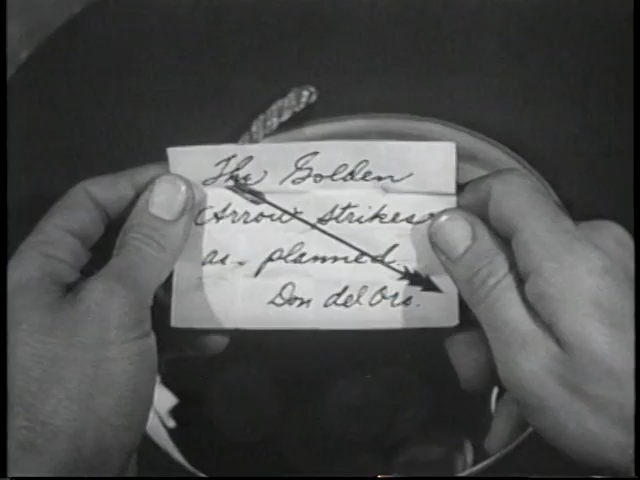 The Golden
Arrow strikes
as planned.
Don del Oro.